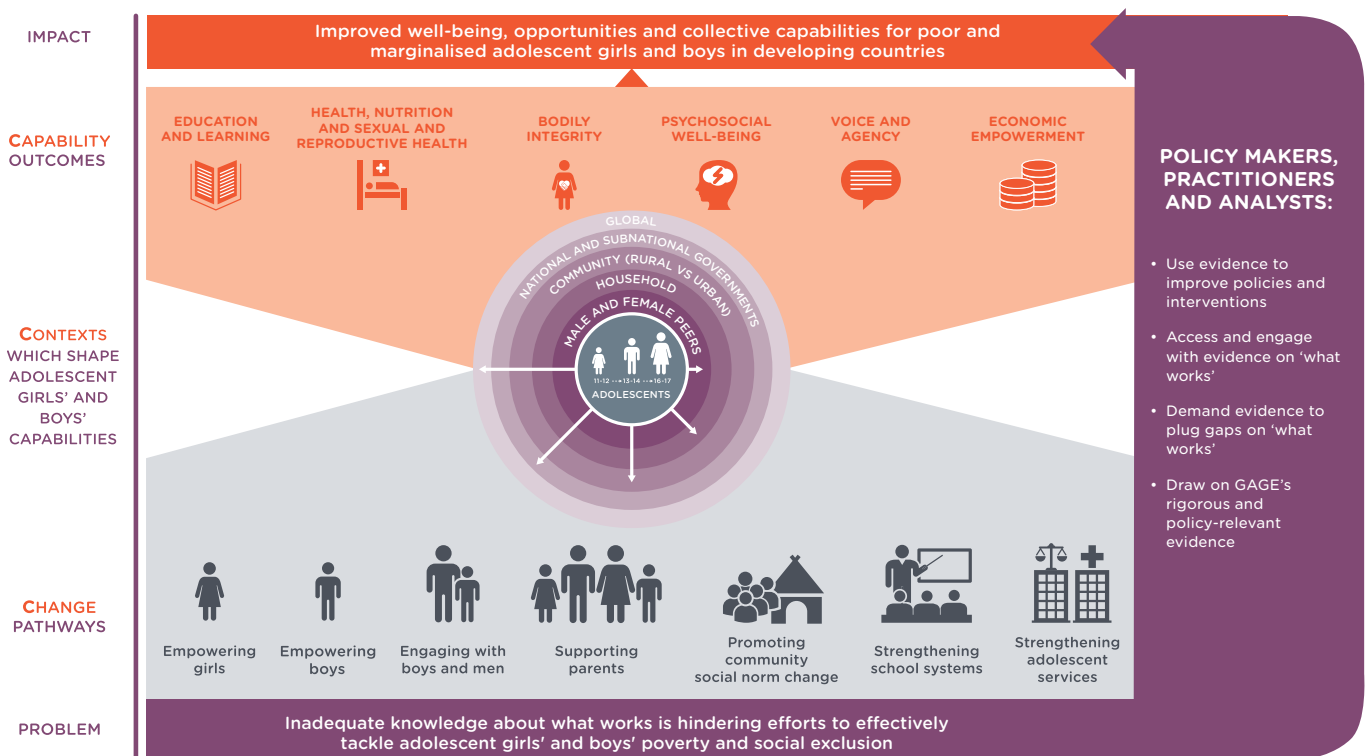 IMPACT
Improved well-being, opportunities and collective capabilities for poor and
marginalised adolescent girls and boys in developing countries
CAPABILITY
OUTCOMES
EDUCATION
AND LEARNING
HEALTH, NUTRITION
AND SEXUAL AND
REPRODUCTIVE HEALTH
BODILY
INTEGRITY
PSYCHOSOCIAL
WELL-BEING
VOICE AND
AGENCY
ECONOMIC
EMPOWERMENT
CONTEXTS
WHICH SHAPE
ADOLESCENT
GIRLS' AND
BOYS'
CAPABILITIES
GLOBAL
NATIONAL AND SUBNATIONAL GOVERNMENTS
COMMUNITY (RURAL VS URBAN)
HOUSEHOLD
MALE AND FEMALE PEERS
11-12 --→ 13-14 --→ 16-17
ADOLESCENTS
CHANGE
PATHWAYS
Empowering
girls
Empowering
boys
Engaging with
boys and men
Supporting
parents
Promoting
community
social norm change
Strengthening
school systems
Strengthening
adolescent
services
PROBLEM
Inadequate knowledge about what works is hindering efforts to effectively
tackle adolescent girls' and boys' poverty and social exclusion
POLICY MAKERS,
PRACTITIONERS
AND ANALYSTS:
• Use evidence to
improve policies and
interventions
• Access and engage
with evidence on ‘what
works’
• Demand evidence to
plug gaps on ‘what
works’
• Draw on GAGE’s
rigorous and
policy-relevant
evidence